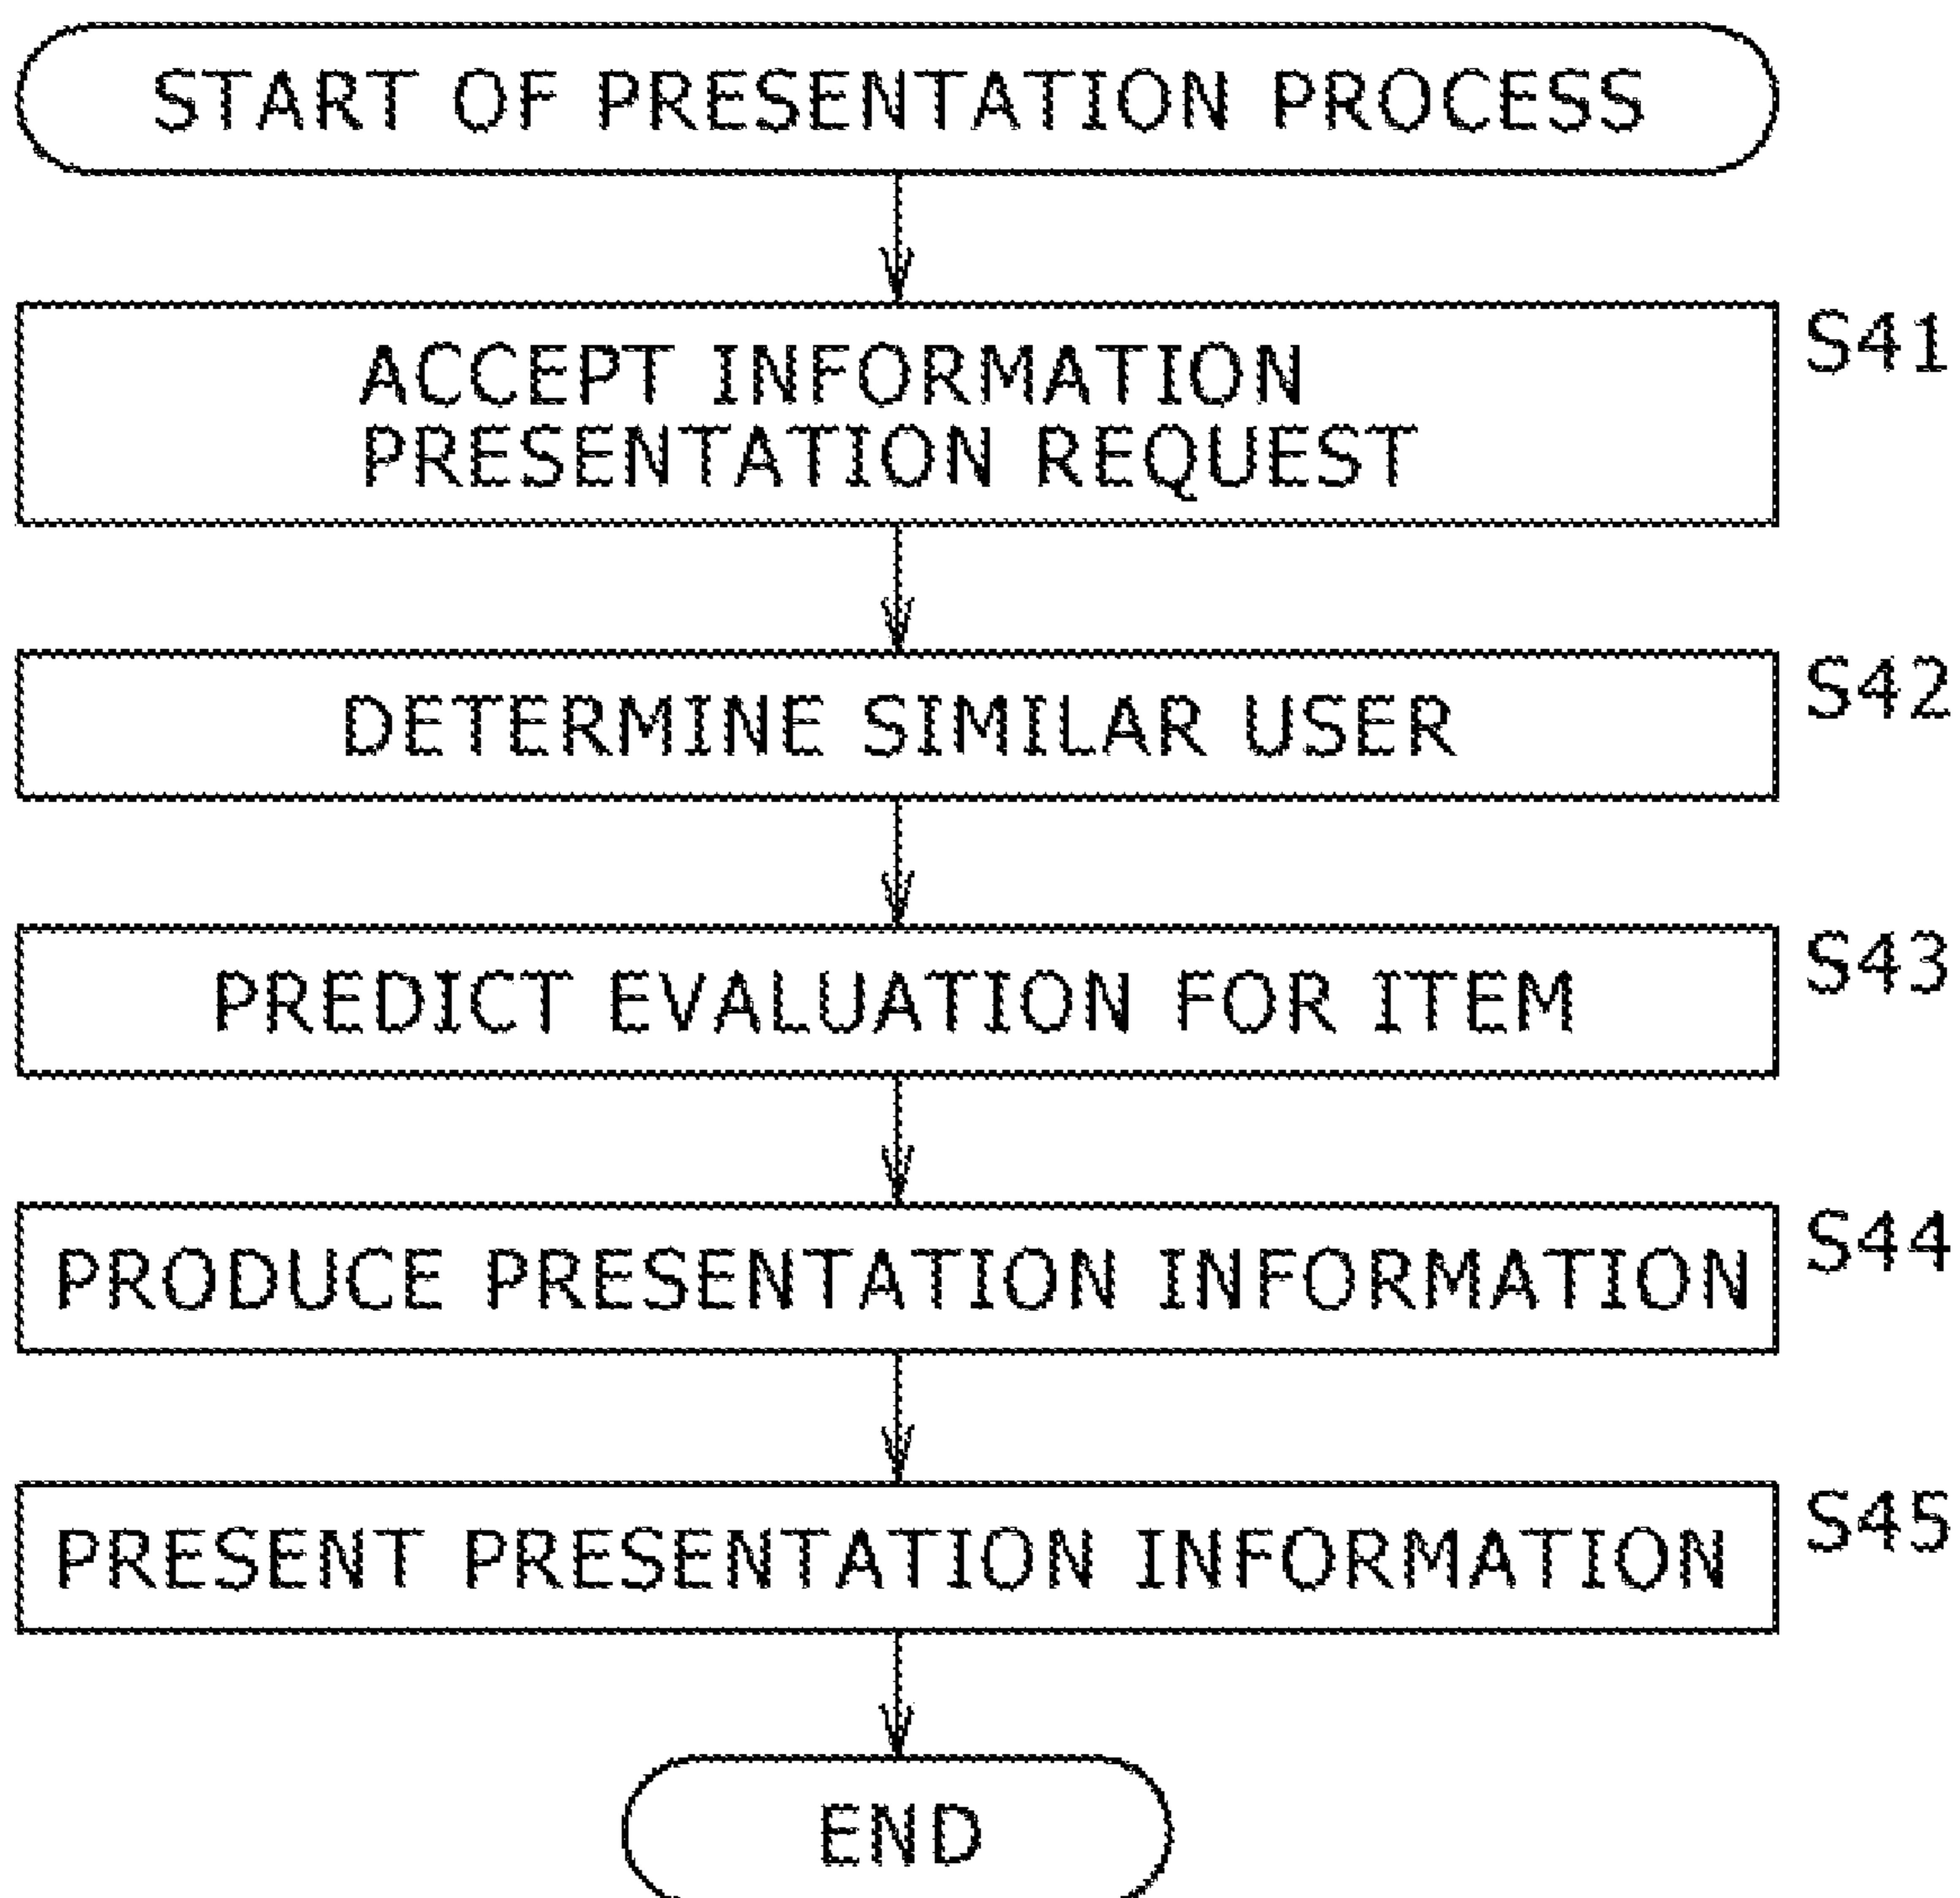 START OF PRESENTATION PROCESS
ACCEPT INFORMATION
PRESENTATION REQUEST
S41
DETERMINE SIMILAR USER
S42
PREDICT EVALUATION FOR ITEM
S43
PRODUCE PRESENTATION INFORMATION
S44
PRESENT PRESENTATION INFORMATION
S45
END